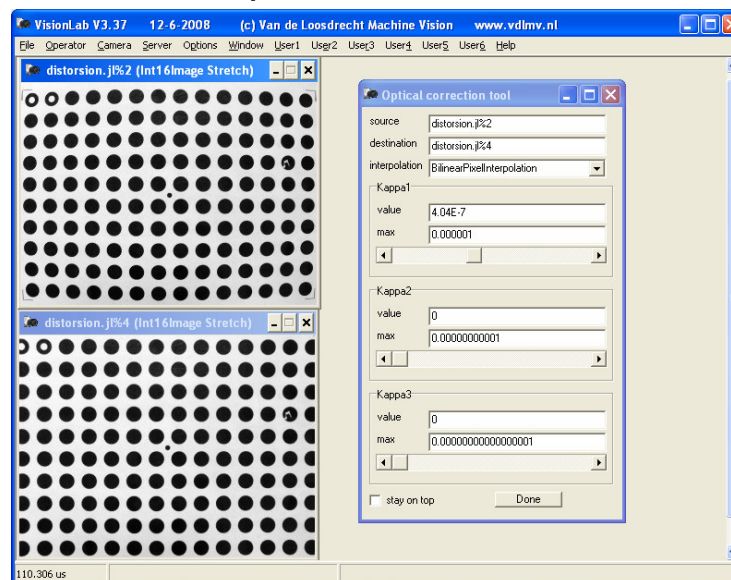 VisionLab V3.37 12-6-2008 (c) Van de Loosdrecht Machine Vision www.vdlmv.nl
File Operator Camera Server Options Window User1 User2 User3 User4 User5 User6 Help
distorsion.jl%2 (Int16Image Stretch)
Optical correction tool
source distorsion.jl%2
destination distorsion.jl%4
interpolation BilinearPixelInterpolation
Kappa1
value 4.04E-7
max 0.000001
Kappa2
value 0
max 0.00000000001
Kappa3
value 0
max 0.00000000000000001
stay on top Done
distorsion.jl%4 (Int16Image Stretch)
110.306 us